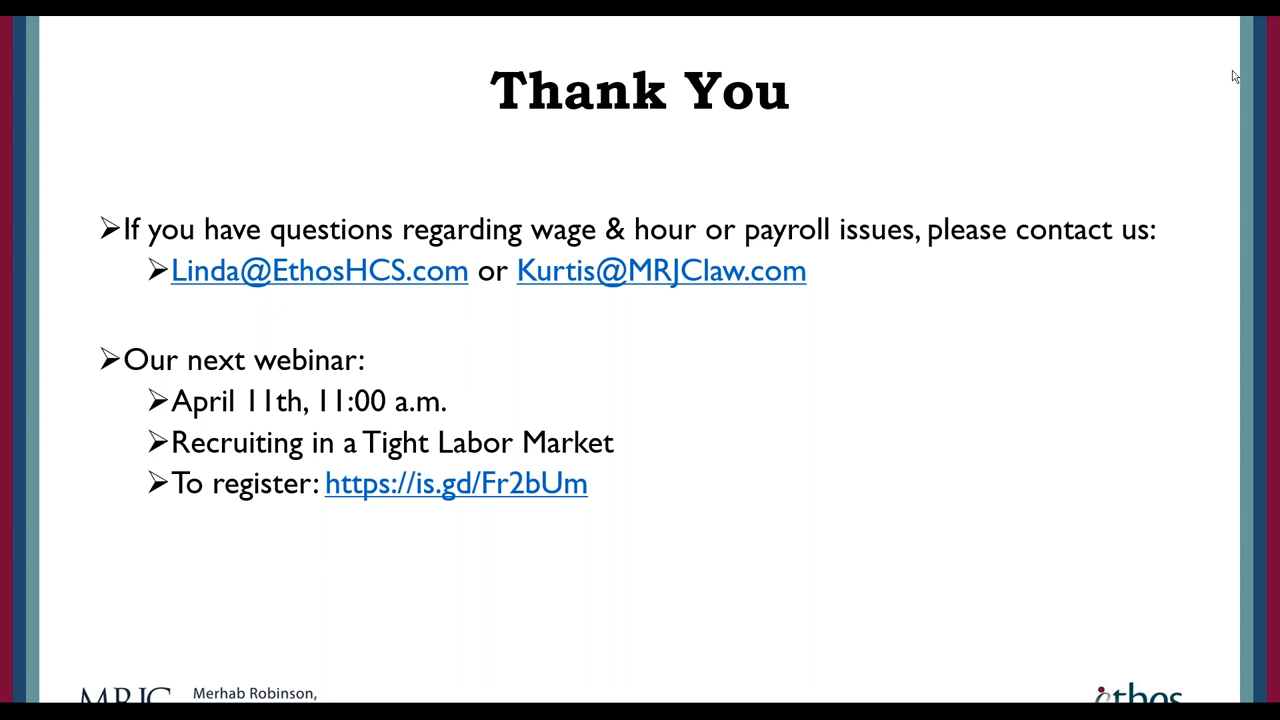 Thank You
➢If you have questions regarding wage & hour or payroll issues, please contact us:
➢Linda@EthosHCS.com or Kurtis@MRJClaw.com
➢Our next webinar:
➢April 11th, 11:00 a.m.
➢Recruiting in a Tight Labor Market
➢To register: https://is.gd/Fr2bUm
MRJC Merhab Robinson,
ethos